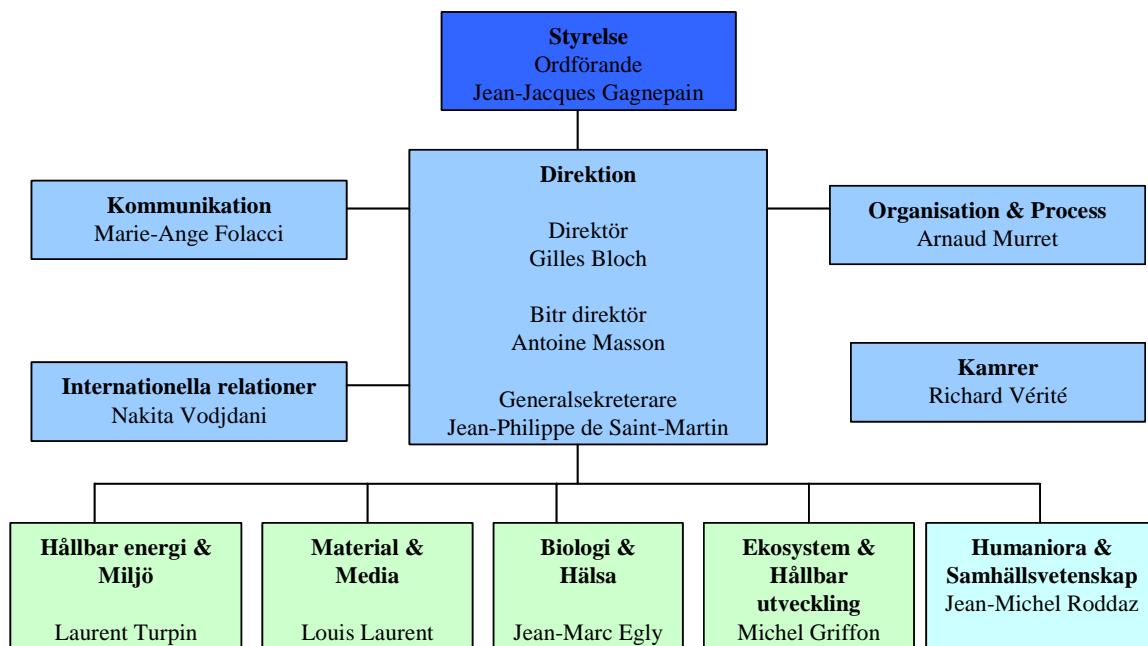 Styrelse
Ordförande
Jean-Jacques Gagnepain
Direktion
Direktör
Gilles Bloch
Bitr direktör
Antoine Masson
Generalsekreterare
Jean-Philippe de Saint-Martin
Kommunikation
Marie-Ange Folacci
Organisation & Process
Arnaud Murret
Internationella relationer
Nakita Vodjdani
Kamrer
Richard Vérité
Hållbar energi &
Miljö
Laurent Turpin
Material &
Media
Louis Laurent
Biologi &
Hälsa
Jean-Marc Egly
Ekosystem &
Hållbar
utveckling
Michel Griffon
Humaniora &
Samhällsvetenskap
Jean-Michel Roddaz